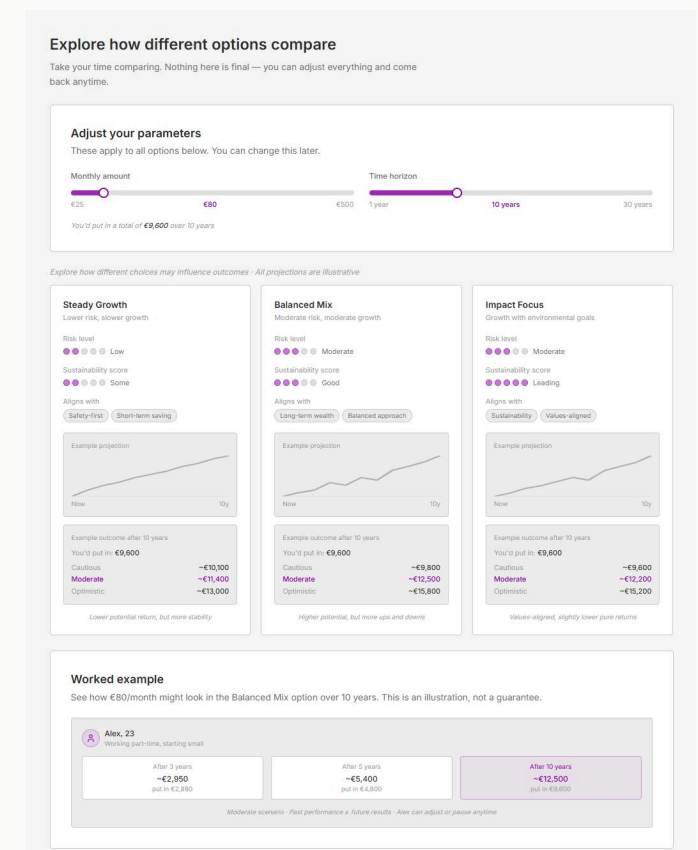 Explore how different options compare
Take your time comparing. Nothing here is final — you can adjust everything and come
back anytime.
Adjust your parameters
These apply to all options below. You can change this later.
Monthly amount
€25 €80 €500
Time horizon
1 year 10 years 30 years
You'd put in a total of €9,600 over 10 years
Explore how different choices may influence outcomes · All projections are illustrative
Steady Growth
Lower risk, slower growth
Risk level
Low
Sustainability score
Some
Aligns with
Safety-first Short-term saving
Example projection
Now 10y
Example outcome after 10 years
You'd put in: €9,600
Cautious ~€10,100
Moderate ~€11,400
Optimistic ~€13,000
Lower potential return, but more stability
Balanced Mix
Moderate risk, moderate growth
Risk level
Moderate
Sustainability score
Good
Aligns with
Long-term wealth Balanced approach
Example projection
Now 10y
Example outcome after 10 years
You'd put in: €9,600
Cautious ~€9,800
Moderate ~€12,500
Optimistic ~€15,800
Higher potential, but more ups and downs
Impact Focus
Growth with environmental goals
Risk level
Moderate
Sustainability score
Leading
Aligns with
Sustainability Values-aligned
Example projection
Now 10y
Example outcome after 10 years
You'd put in: €9,600
Cautious ~€9,600
Moderate ~€12,200
Optimistic ~€15,200
Values-aligned, slightly lower pure returns
Worked example
See how €80/month might look in the Balanced Mix option over 10 years. This is an illustration, not a guarantee.
Alex, 23
Working part-time, starting small
After 3 years
~€2,950
put in €2,880
After 5 years
~€5,400
put in €4,800
After 10 years
~€12,500
put in €9,600
Moderate scenario · Past performance ≠ future results · Alex can adjust or pause anytime